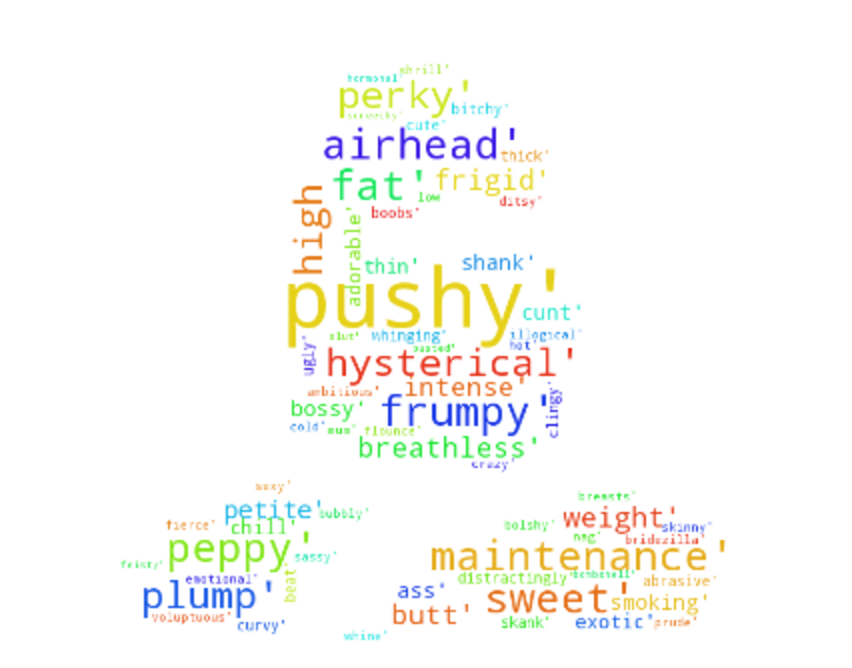 shrill'
hormonal'
perky'
bitchy'
screechy'
cute'
airhead'
thick'
fat' frigid'
low
ditsy'
high
boobs'
adorable'
thin' shank'
pushy'
cunt'
slut' whinging' illogical'
hot'
busted'
ugly'
hysterical'
intense'
ambitious'
clingy'
bossy' frumpy'
cold' mum' flounce'
breathless'
crazy'
sexy'
petite' bubbly'
fierce' chill'
peppy'
sassy'
feisty'
emotional'
beat'
plump'
voluptuous'
curvy'
whine'
breasts'
weight'
bolshy' skinny'
nag' bridezilla'
maintenance'
distractingly 'bombshell' abrasive'
ass' sweet' smoking'
butt'
skank' exotic' prude'